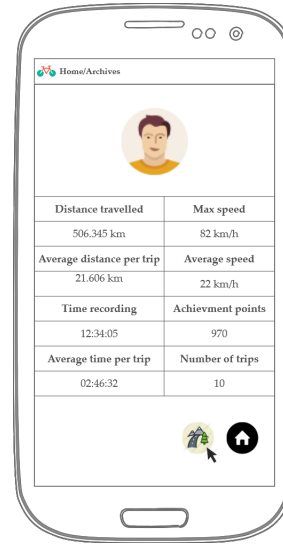 Home/Archives
Distance travelled Max speed
506.345 km 82 km/h
Average distance per trip Average speed
21.606 km 22 km/h
Time recording Achievment points
12:34:05 970
Average time per trip Number of trips
02:46:32 10